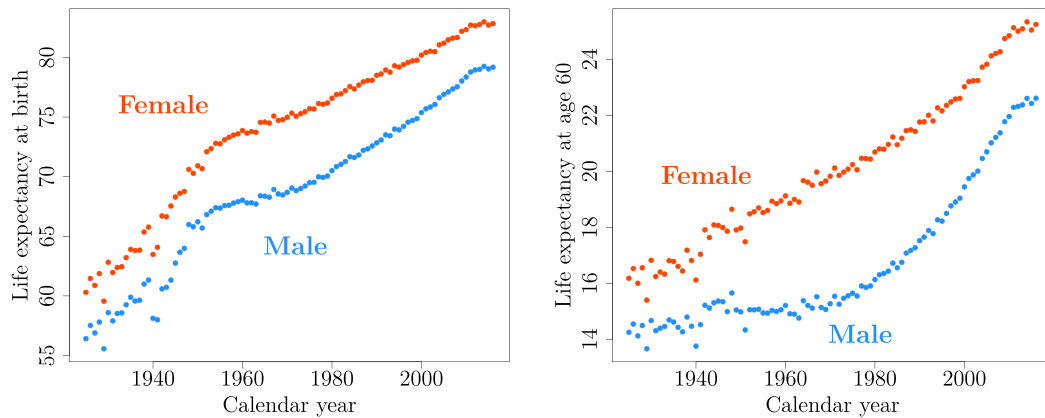 Life expectancy at birth
80
75
70
65
60
55
Female
Male
1940
1960
1980
2000
Calendar year
Life expectancy at age 60
24
22
20
18
16
14
Female
Male
1940
1960
1980
2000
Calendar year